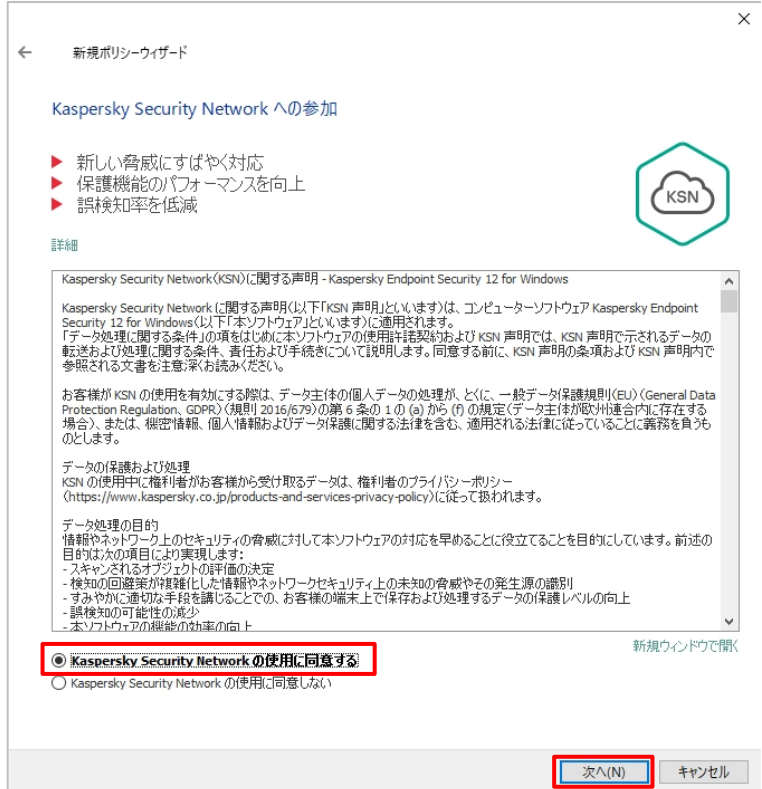 新規ポリシーウィザード
Kaspersky Security Network への参加
新しい脅威にすばやく対応
保護機能のパフォーマンスを向上
誤検知率を低減
KSN
詳細
Kaspersky Security Network(KSN)に関する声明 - Kaspersky Endpoint Security 12 for Windows
Kaspersky Security Network に関する声明(以下「KSN 声明」といいます)は、コンピューターソフトウェア Kaspersky Endpoint
Security 12 for Windows(以下「本ソフトウェア」といいます)に適用されます。
「データ処理に関する条件」の項をはじめに本ソフトウェアの使用許諾契約および KSN 声明では、KSN 声明で示されるデータの
転送および処理に関する条件、責任および手続きについて説明します。同意する前に、KSN 声明の条項および KSN 声明内で
参照される文書を注意深くお読みください。
お客様が KSN の使用を有効にする際は、データ主体の個人データの処理が、とくに、一般データ保護規則(EU)(General Data
Protection Regulation、GDPR)(規則 2016/679)の第 6 条の 1 の (a) から (f) の規定(データ主体が欧州連合内に存在する
場合)、または、機密情報、個人情報およびデータ保護に関する法律を含む、適用される法律に従っていることに義務を負うも
のとします。
データの保護および処理
KSN の使用中に権利者がお客様から受け取るデータは、権利者のプライバシーポリシー
(https://www.kaspersky.co.jp/products-and-services-privacy-policy)に従って扱われます。
データ処理の目的
情報やネットワーク上のセキュリティの脅威に対して本ソフトウェアの対応を早めることに役立てることを目的にしています。前述の
目的は次の項目により実現します:
- スキャンされるオブジェクトの評価の決定
- 検知の回避策が複雑化した情報やネットワークセキュリティ上の未知の脅威やその発生源の識別
- すみやかに適切な手段を講じることでの、お客様の端末上で保存および処理するデータの保護レベルの向上
- 誤検知の可能性の減少
- 本ソフトウェアの機能の効率の向上
新規ウィンドウで開く
Kaspersky Security Network の使用に同意する
Kaspersky Security Network の使用に同意しない
次へ(N)
キャンセル